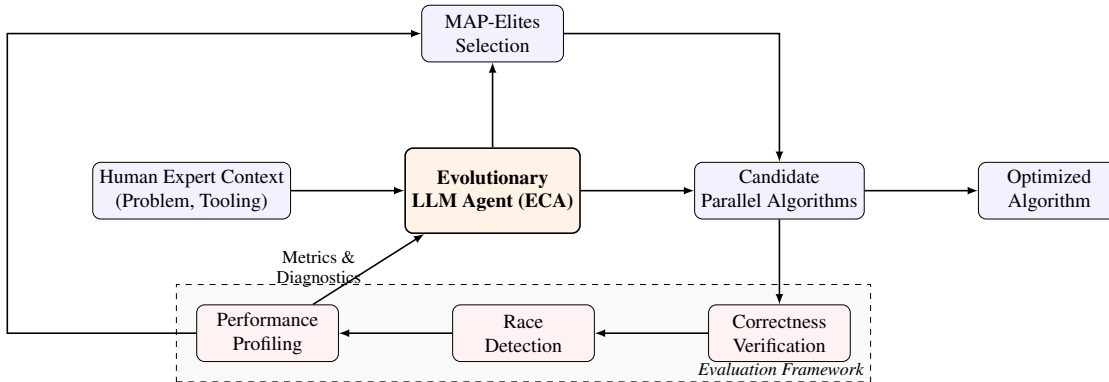 MAP-Elites
Selection
Human Expert Context
(Problem, Tooling)
Evolutionary
LLM Agent (ECA)
Candidate
Parallel Algorithms
Optimized
Algorithm
Metrics &
Diagnostics
Performance
Profiling
Race
Detection
Correctness
Verification
Evaluation Framework